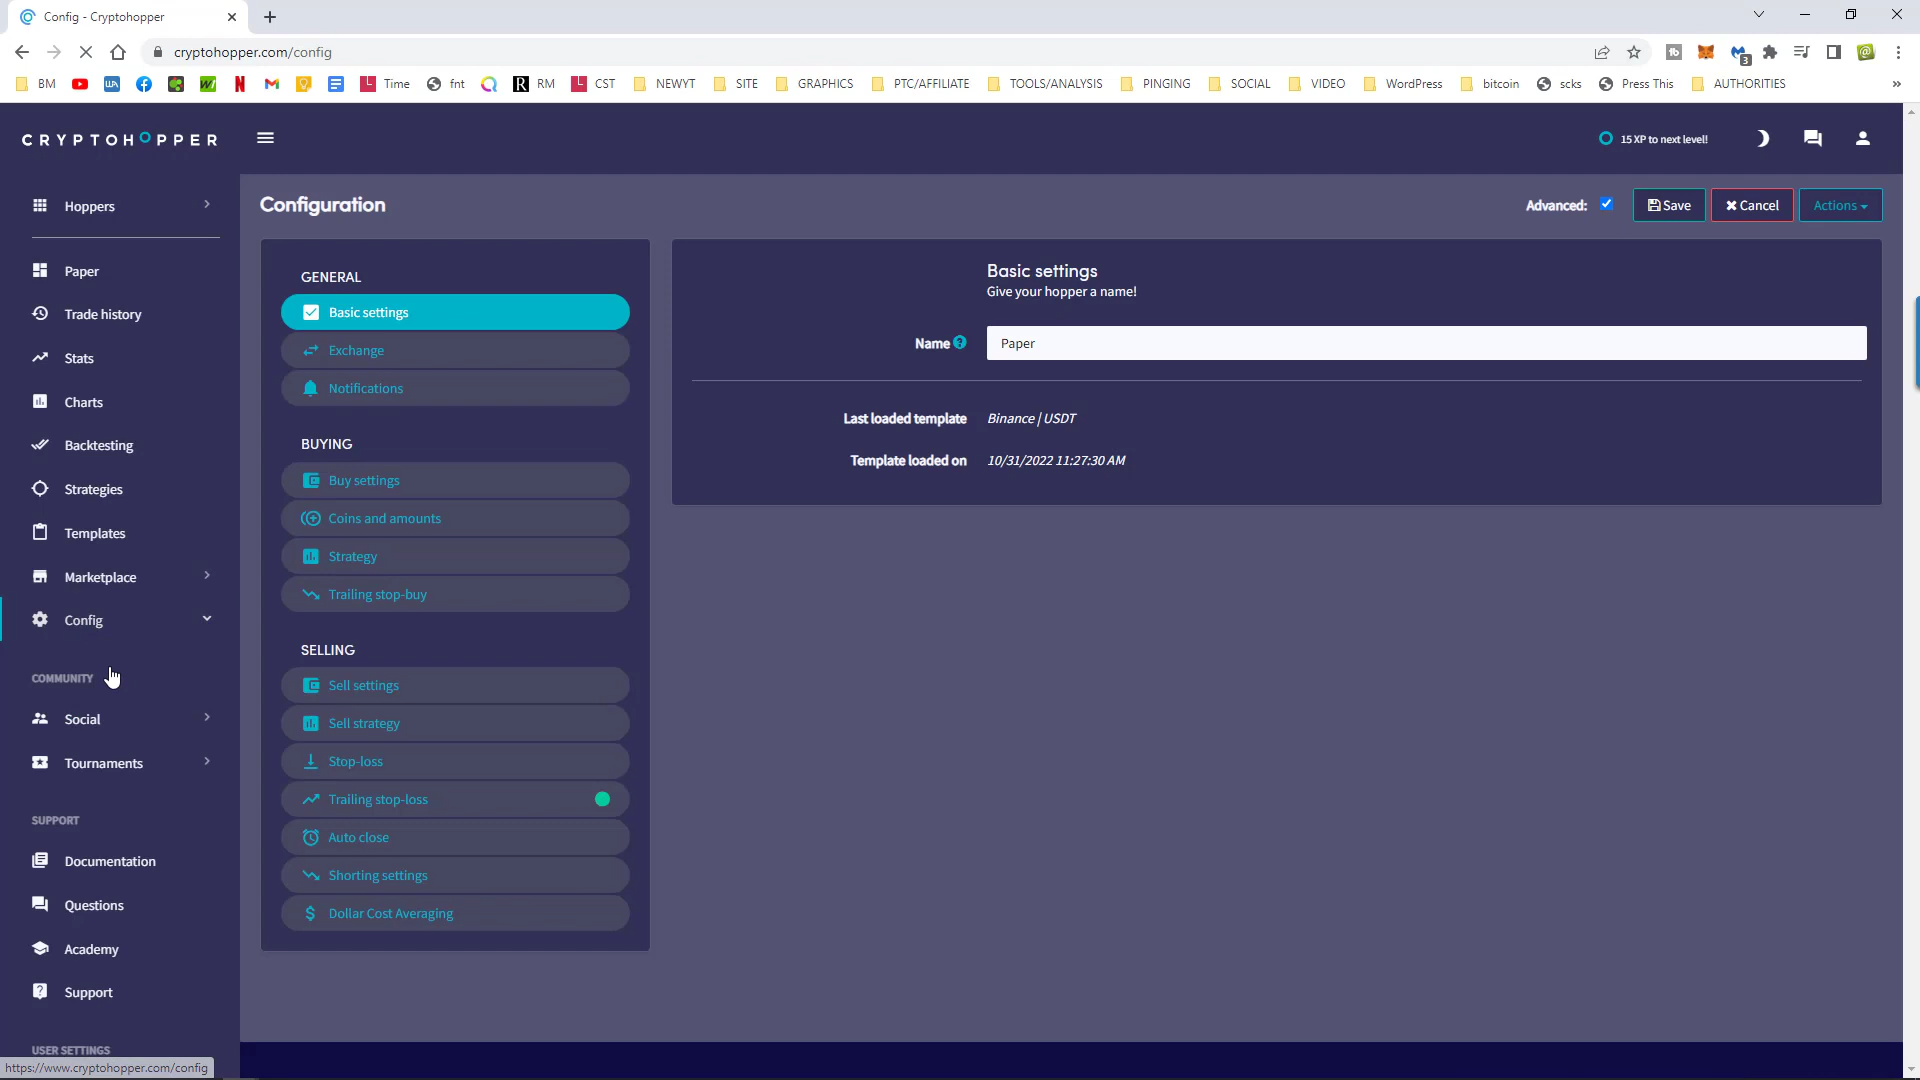 Config - Cryptohopper
cryptohopper.com/config
3
BM
Time
fnt
RM
CST
NEWYT
SITE
GRAPHICS
PTC/AFFILIATE
TOOLS/ANALYSIS
PINGING
SOCIAL
VIDEO
WordPress
bitcoin
scks
Press This
AUTHORITIES
CRYPTOHOPPER
15 XP to next level!
Hoppers
Paper
Trade history
Stats
Charts
Backtesting
Strategies
Templates
Marketplace
Config
COMMUNITY
Social
Tournaments
SUPPORT
Documentation
Questions
Academy
Support
USER SETTINGS
https://www.cryptohopper.com/config
Configuration
Advanced:
Save
Cancel
Actions
GENERAL
Basic settings
Exchange
Notifications
BUYING
Buy settings
Coins and amounts
Strategy
Trailing stop-buy
SELLING
Sell settings
Sell strategy
Stop-loss
Trailing stop-loss
Auto close
Shorting settings
Dollar Cost Averaging
Basic settings
Give your hopper a name!
Name
Paper
Last loaded template
Binance | USDT
Template loaded on
10/31/2022 11:27:30 AM